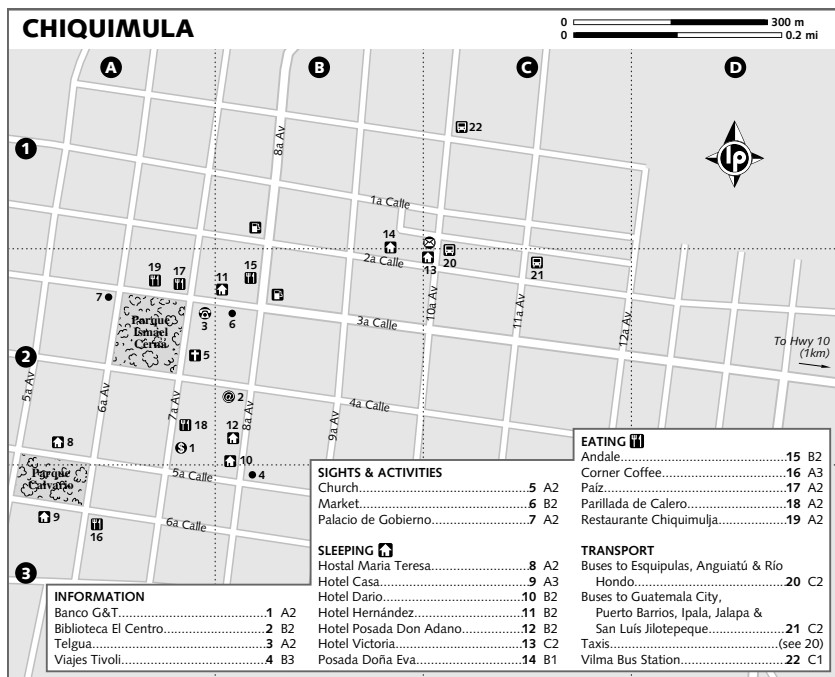 CHIQUIMULA
0 300 m
0 0.2 mi
A
B
C
D
22
1
8a Av
lp
1a Calle
14
2a Calle
13
20
21
19
17
11
15
7
3
6
10a Av
11a Av
12a Av
Parque
Ismael
Cerna
3a Calle
To Hwy 10
(1km)
5
2
5a Av
6a Av
7a Av
@ 2
8a Av
9a Av
4a Calle
18
12
8
$ 1
10
4
Parque
Calvario
5a Calle
9
16
6a Calle
3
INFORMATION
Banco G&T 1 A2
Biblioteca El Centro 2 B2
Telgua 3 A2
Viajes Tivoli 4 B3
SIGHTS & ACTIVITIES
Church 5 A2
Market 6 B2
Palacio de Gobierno 7 A2
SLEEPING
Hostal Maria Teresa 8 A2
Hotel Casa 9 A3
Hotel Dario 10 B2
Hotel Hernández 11 B2
Hotel Posada Don Adano 12 B2
Hotel Victoria 13 C2
Posada Doña Eva 14 B1
EATING
Andale 15 B2
Corner Coffee 16 A3
Paíz 17 A2
Parillada de Calero 18 A2
Restaurante Chiquimulja 19 A2
TRANSPORT
Buses to Esquipulas, Anguiatú & Río
Hondo 20 C2
Buses to Guatemala City,
Puerto Barrios, Ipala, Jalapa &
San Luís Jilotepeque 21 C2
Taxis (see 20)
Vilma Bus Station 22 C1